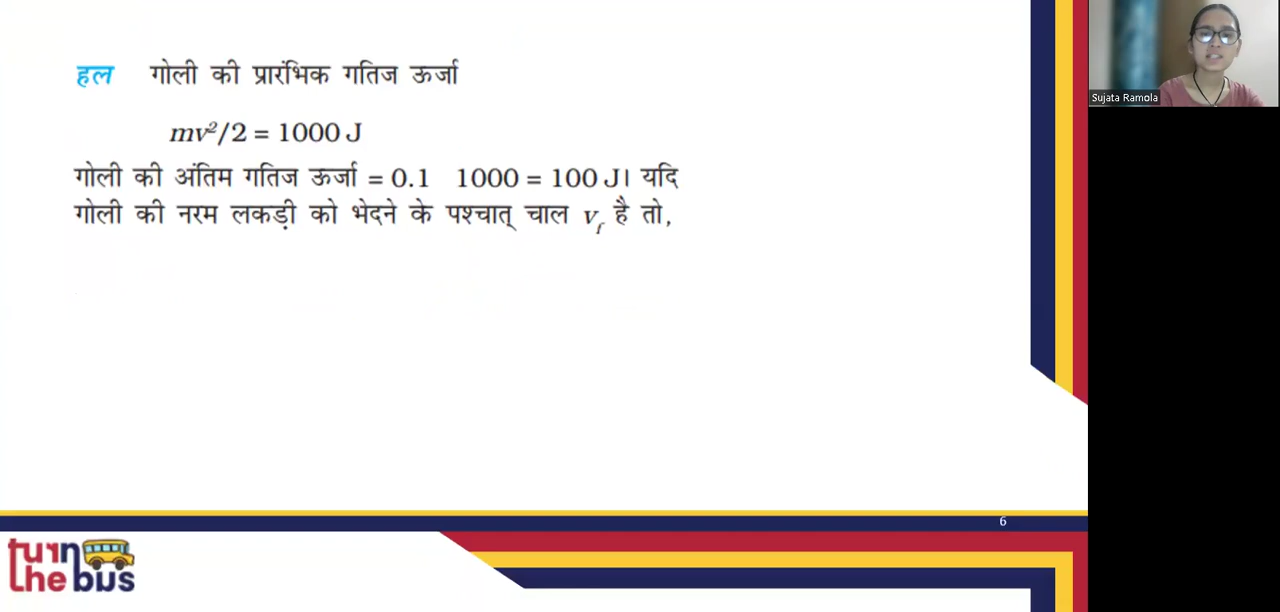 हल गोली की प्रारंभिक गतिज ऊर्जा
mv²/2 = 1000 J
गोली की अंतिम गतिज ऊर्जा = 0.1 1000 = 100 J। यदि
गोली की नरम लकड़ी को भेदने के पश्चात् चाल v_f है तो,
Sujata Ramola
6
turn
the bus